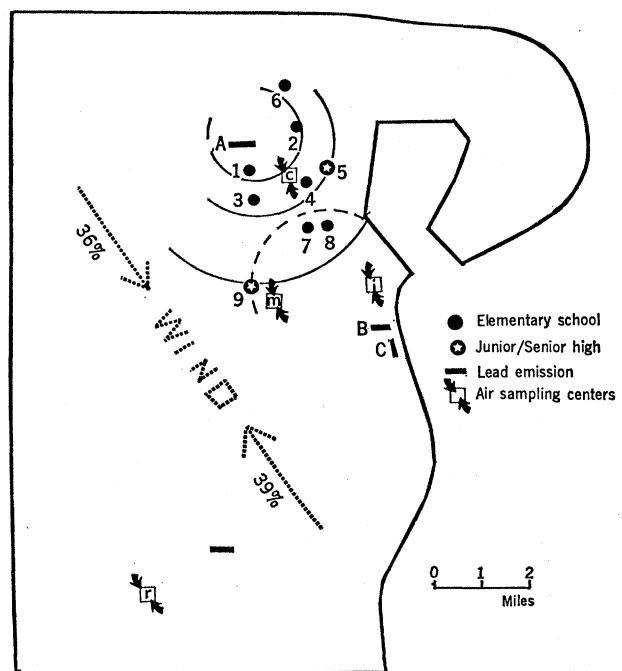 6
A
2
1
c
5
3
4
7
8
36%
9
m
i
B
C
WIND
Elementary school
Junior/Senior high
Lead emission
Air sampling centers
39%
r
0 1 2
Miles